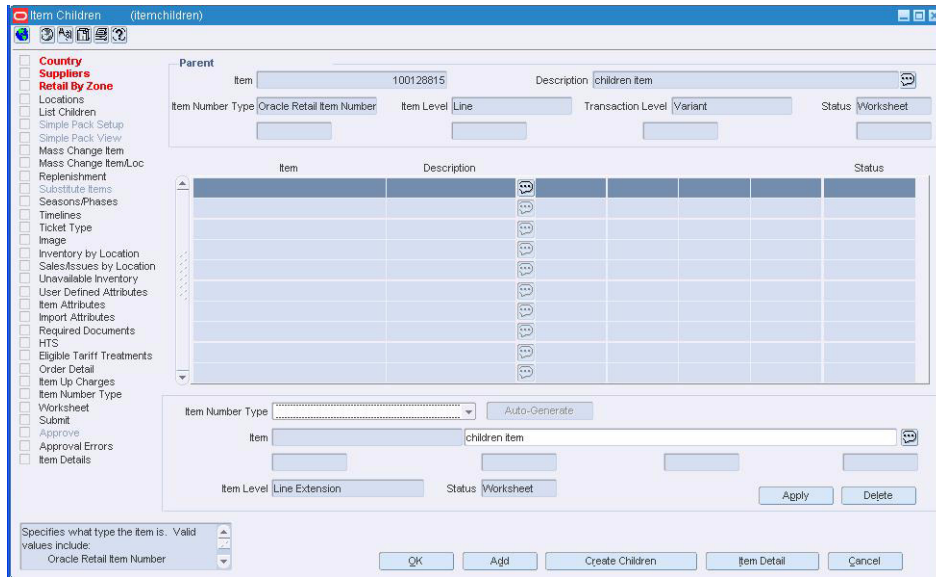 Item Children (itemchildren)
Country
Suppliers
Retail By Zone
Locations
List Children
Simple Pack Setup
Simple Pack View
Mass Change Item
Mass Change Item/Loc
Replenishment
Substitute Items
Seasons/Phases
Timelines
Ticket Type
Image
Inventory by Location
Sales/Issues by Location
Unavailable Inventory
User Defined Attributes
Item Attributes
Import Attributes
Required Documents
HTS
Eligible Tariff Treatments
Order Detail
Item Up Charges
Item Number Type
Worksheet
Submit
Approve
Approval Errors
Item Details
Parent
Item 100128815 Description children item
Item Number Type Oracle Retail Item Number Item Level Line Transaction Level Variant Status Worksheet
Item Description Status
Item Number Type Auto-Generate
Item children item
Item Level Line Extension Status Worksheet
Apply Delete
Specifies what type the item is. Valid
values include:
Oracle Retail Item Number
OK Add Create Children Item Detail Cancel